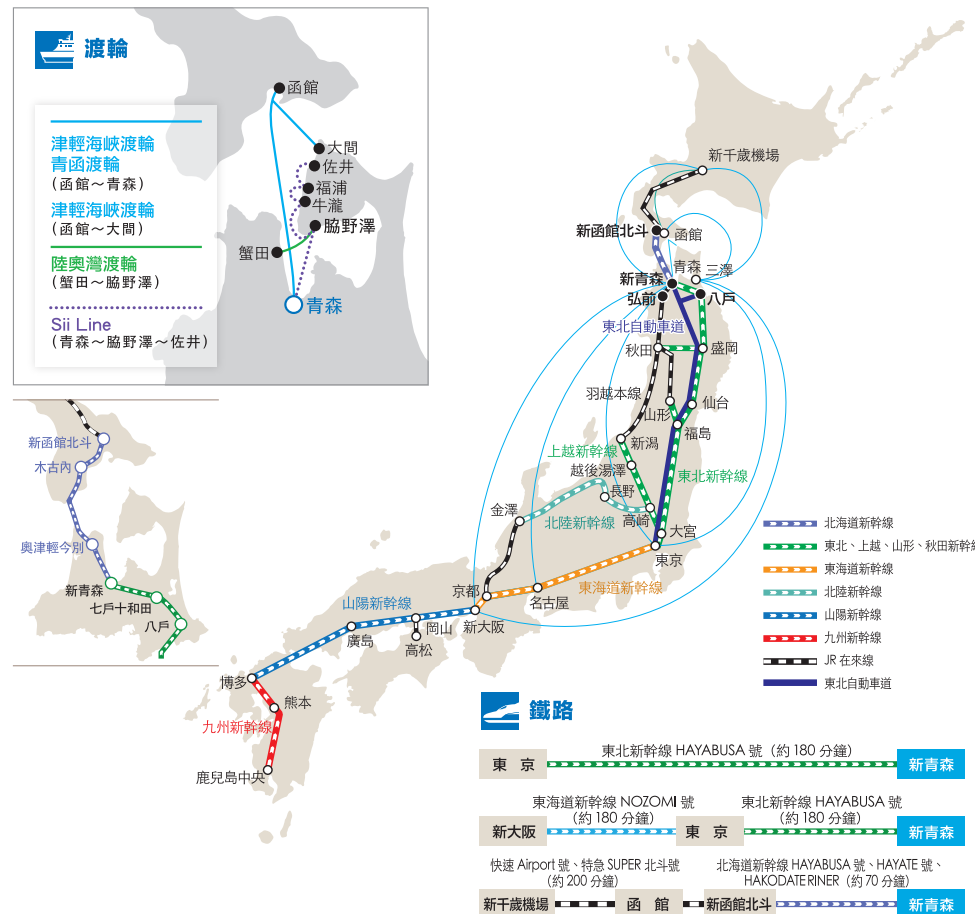 渡輪
津輕海峽渡輪
青函渡輪
(函館～青森)
津輕海峽渡輪
(函館～大間)
陸奧灣渡輪
(蟹田～脇野澤)
Sii Line
(青森～脇野澤～佐井)
函館
大間
佐井
福浦
牛瀧
脇野澤
蟹田
青森
新函館北斗
木古內
奧津輕今別
新青森
七戶十和田
八戶
新千歲機場
新函館北斗
函館
青森
三澤
新青森
弘前
八戶
東北自動車道
秋田
盛岡
羽越本線
山形
仙台
新潟
福島
上越新幹線
越後湯澤
東北新幹線
長野
金澤
高崎
北陸新幹線
大宮
東京
京都
名古屋
東海道新幹線
山陽新幹線
新大阪
岡山
廣島
高松
博多
熊本
九州新幹線
鹿兒島中央
北海道新幹線
東北、上越、山形、秋田新幹線
東海道新幹線
北陸新幹線
山陽新幹線
九州新幹線
JR 在來線
東北自動車道
鐵路
東北新幹線 HAYABUSA 號（約 180 分鐘）
東 京
新青森
東海道新幹線 NOZOMI 號
（約 180 分鐘）
東北新幹線 HAYABUSA 號
（約 180 分鐘）
新大阪
東 京
新青森
快速 Airport 號、特急 SUPER 北斗號
（約 200 分鐘）
北海道新幹線 HAYABUSA 號、HAYATE 號、
HAKODATERINER（約 70 分鐘）
新千歲機場
函 館
新函館北斗
新青森